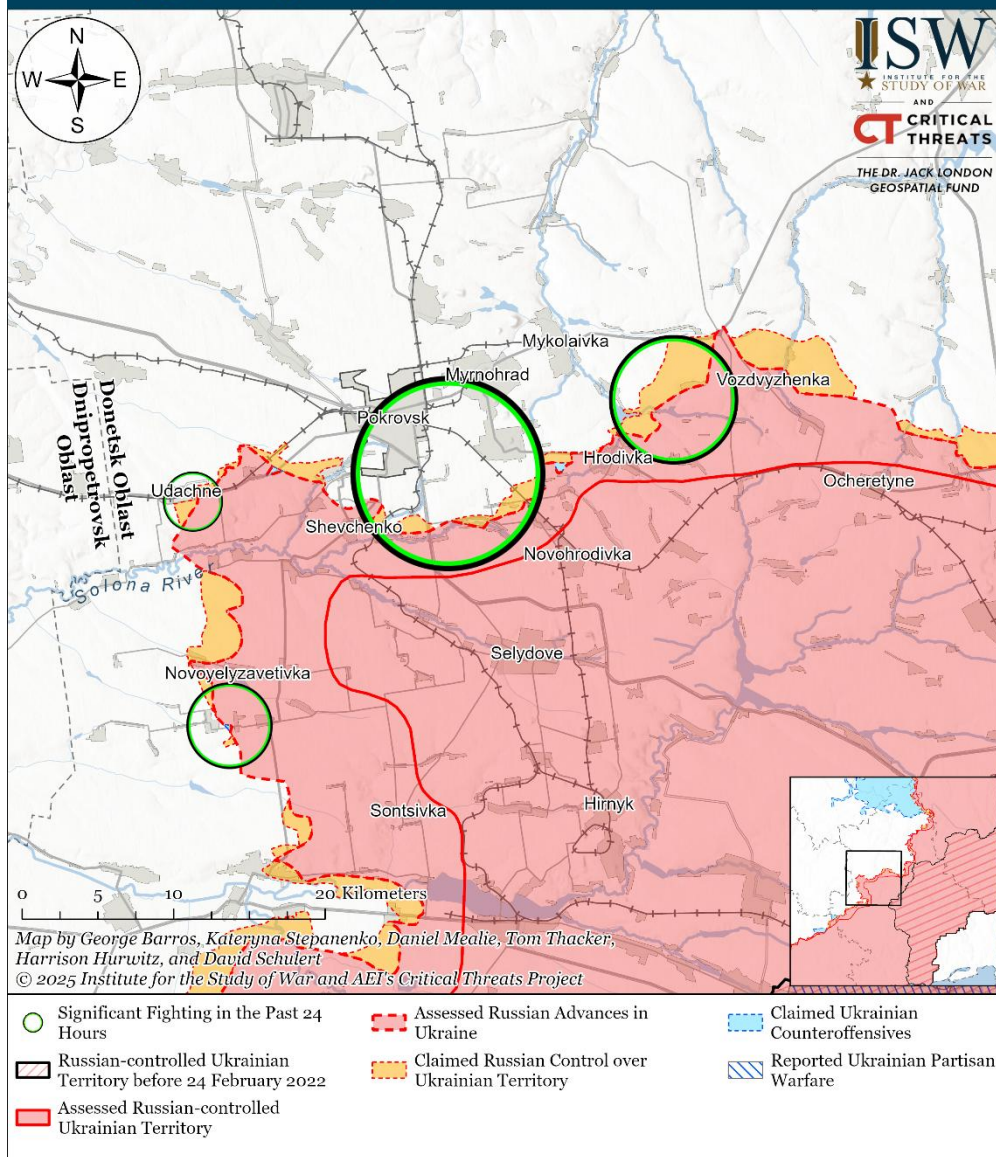 N
W E
S
ISW
INSTITUTE FOR THE
STUDY OF WAR
AND
CT CRITICAL
THREATS
THE DR. JACK LONDON
GEOSPATIAL FUND
Mykolaivka
Myrnohrad
Vozdvyzhenka
Pokrovsk
Donetsk Oblast
Dnipropetrovsk
Oblast
Hrodivka
Udachne
Ocheretyne
Shevchenko
Novohrodivka
Solona River
Selydove
Novoyelyzavetivka
Sontsivka
Hirnyk
0 5 10 20 Kilometers
Map by George Barros, Kateryna Stepanenko, Daniel Mealie, Tom Thacker,
Harrison Hurwitz, and David Schulert
© 2025 Institute for the Study of War and AEI's Critical Threats Project
Significant Fighting in the Past 24
Hours
Russian-controlled Ukrainian
Territory before 24 February 2022
Assessed Russian-controlled
Ukrainian Territory
Assessed Russian Advances in
Ukraine
Claimed Russian Control over
Ukrainian Territory
Claimed Ukrainian
Counteroffensives
Reported Ukrainian Partisan
Warfare